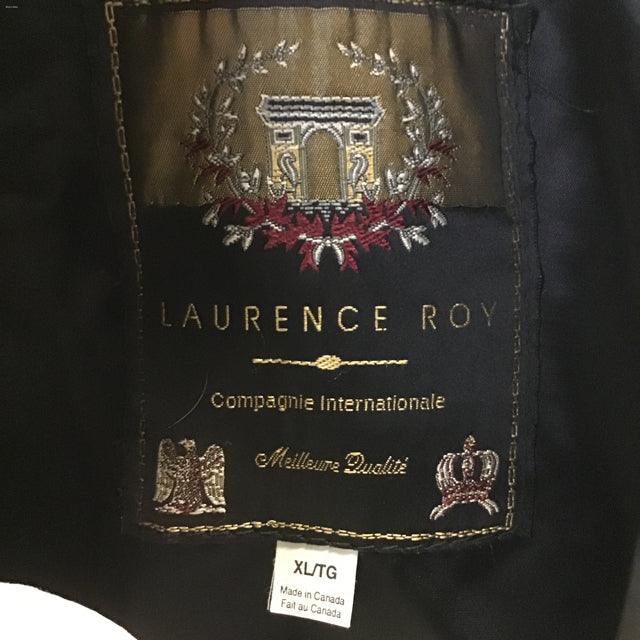 LAURENCE ROY
Compagnie Internationale
Meilleure Qualité
XL/TG
Made in Canada
Fait au Canada